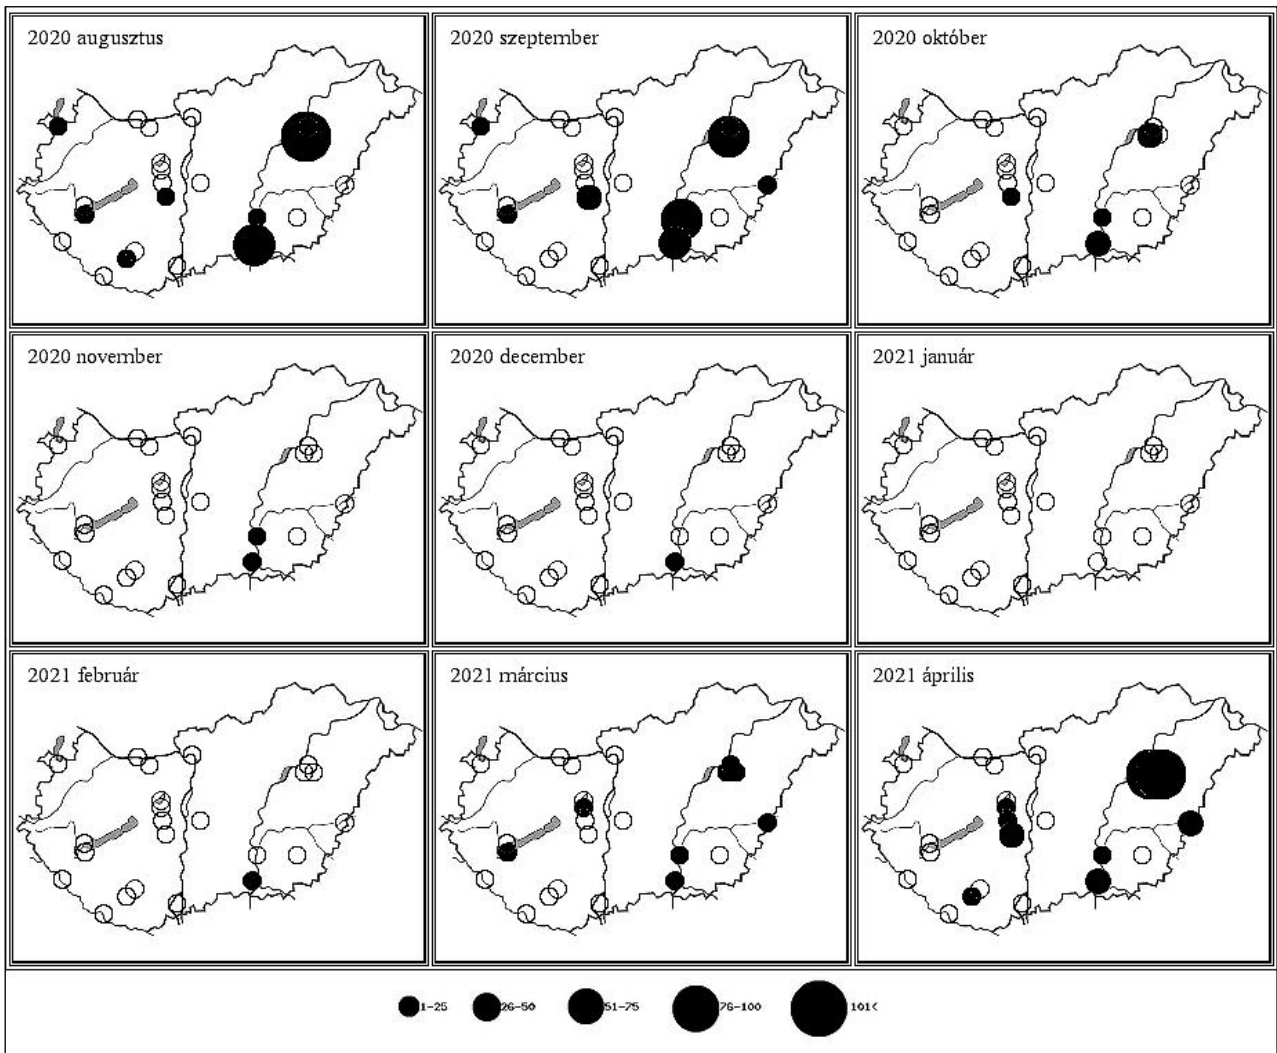 2020 augusztus
2020 szeptember
2020 október
2020 november
2020 december
2021 január
2021 február
2021 március
2021 április
1-25
26-50
51-75
76-100
101<